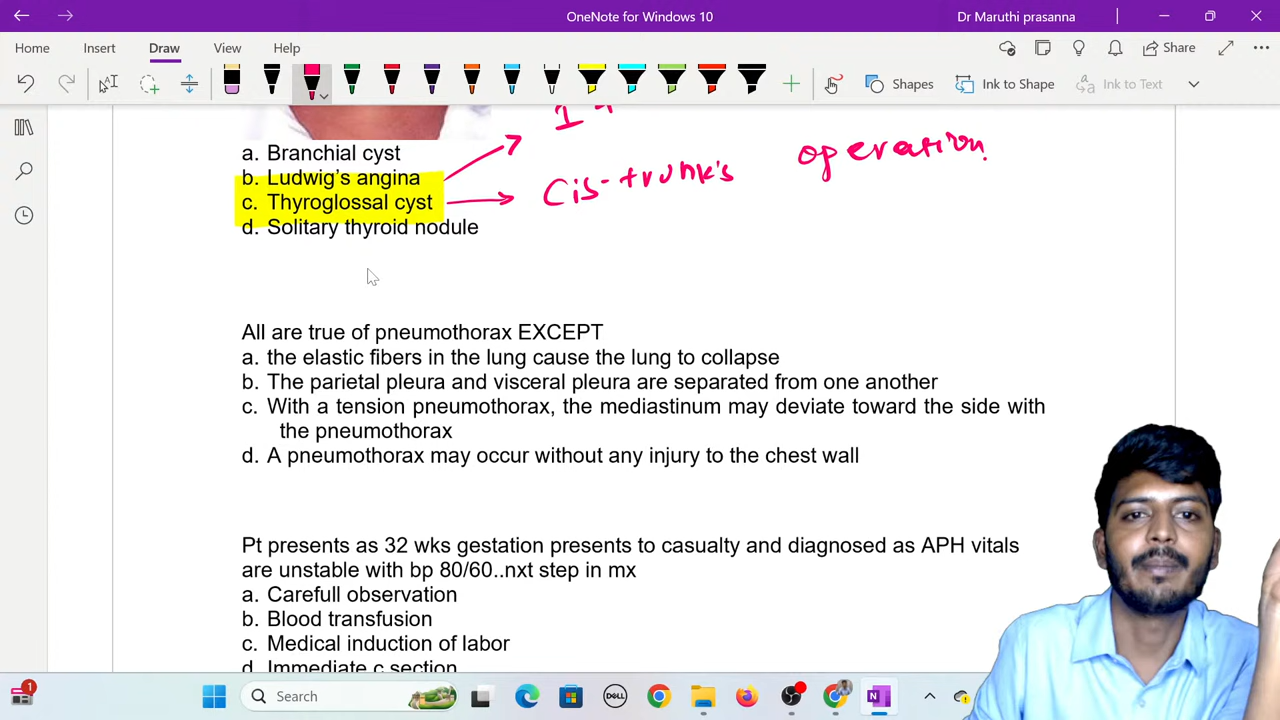 OneNote for Windows 10
Dr Maruthi prasanna
Home Insert Draw View Help
Share
Shapes
Ink to Shape
Ink to Text
operation
a. Branchial cyst
b. Ludwig's angina
Cis-trunk's
c. Thyroglossal cyst
d. Solitary thyroid nodule
All are true of pneumothorax EXCEPT
a. the elastic fibers in the lung cause the lung to collapse
b. The parietal pleura and visceral pleura are separated from one another
c. With a tension pneumothorax, the mediastinum may deviate toward the side with
the pneumothorax
d. A pneumothorax may occur without any injury to the chest wall
Pt presents as 32 wks gestation presents to casualty and diagnosed as APH vitals
are unstable with bp 80/60..nxt step in mx
a. Carefull observation
b. Blood transfusion
c. Medical induction of labor
d. Immediate c section
1
Search
DELL